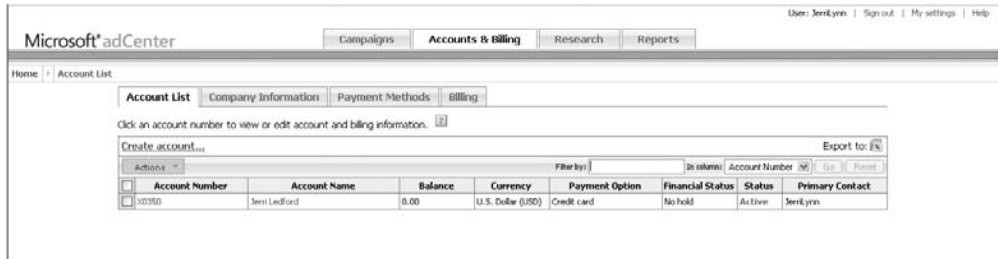 User: JerriLynn | Sign out | My settings | Help
Microsoft® adCenter Campaigns Accounts & Billing Research Reports
Home Account List
Account List Company Information Payment Methods Billing
Click an account number to view or edit account and billing information. ?
Create account... Export to:
Actions Filter by: In column: Account Number Go Reset
Account Number Account Name Balance Currency Payment Option Financial Status Status Primary Contact
X0350 Jerri Ledford 0.00 U.S. Dollar (USD) Credit card No hold Active JerriLynn